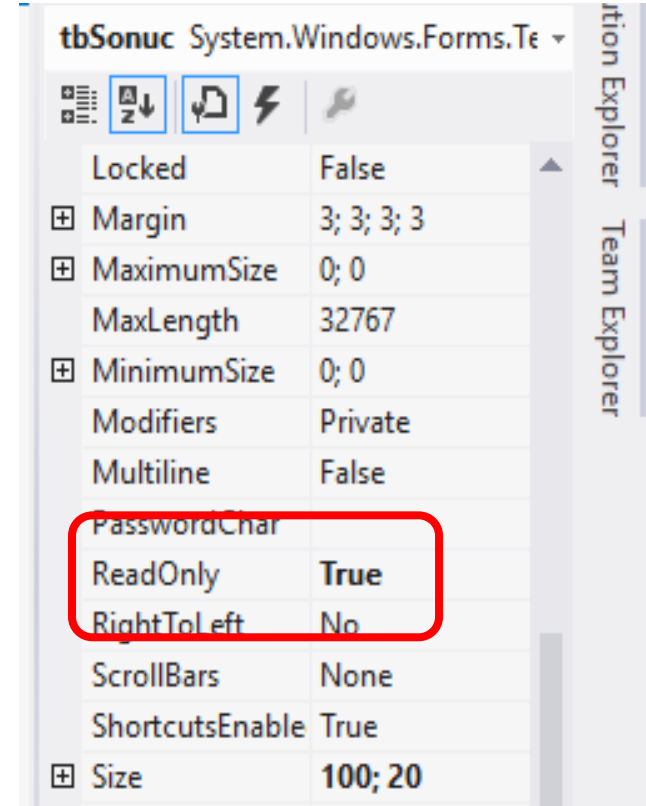 tbSonuc System.Windows.Forms.Te
Locked False
Margin 3; 3; 3; 3
MaximumSize 0; 0
MaxLength 32767
MinimumSize 0; 0
Modifiers Private
Multiline False
PasswordChar
ReadOnly True
RightToLeft No
ScrollBars None
ShortcutsEnable True
Size 100; 20
ution Explorer
Team Explorer